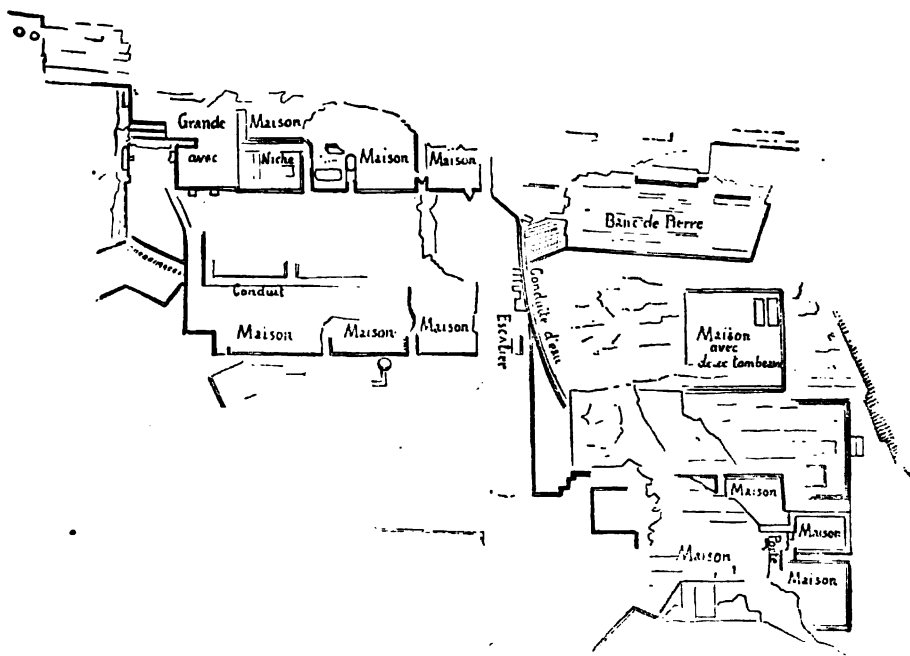 Grande Maison
avec Niche
Maison
Maison
Banc de Pierre
Conduit
Conduite d'eau
Escalier
Maison
Maison
Maison
Maison
avec
deux tombeaux
Maison
Maison
Porte
Maison
Maison